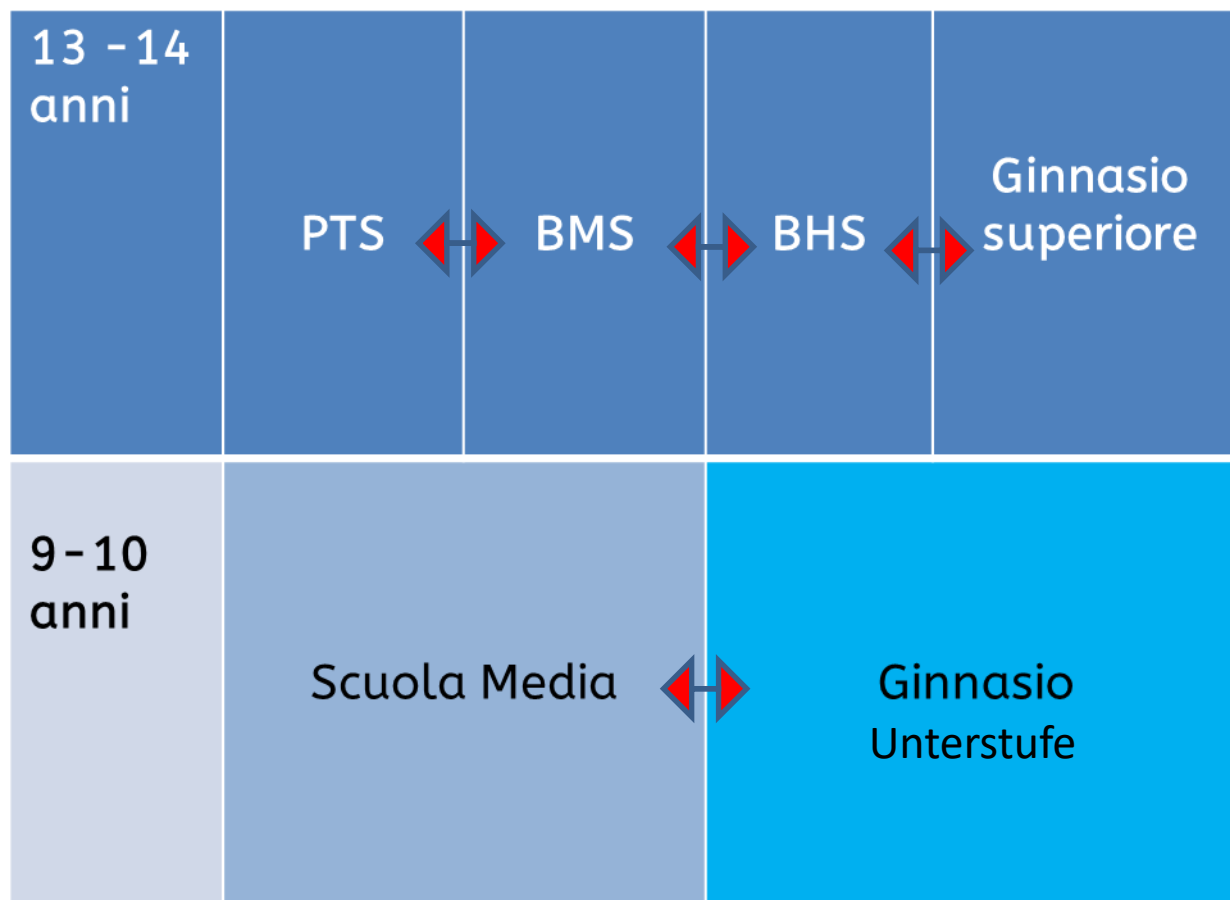 13 -14
anni
PTS
BMS
BHS
Ginnasio
superiore
9-10
anni
Scuola Media
Ginnasio
Unterstufe